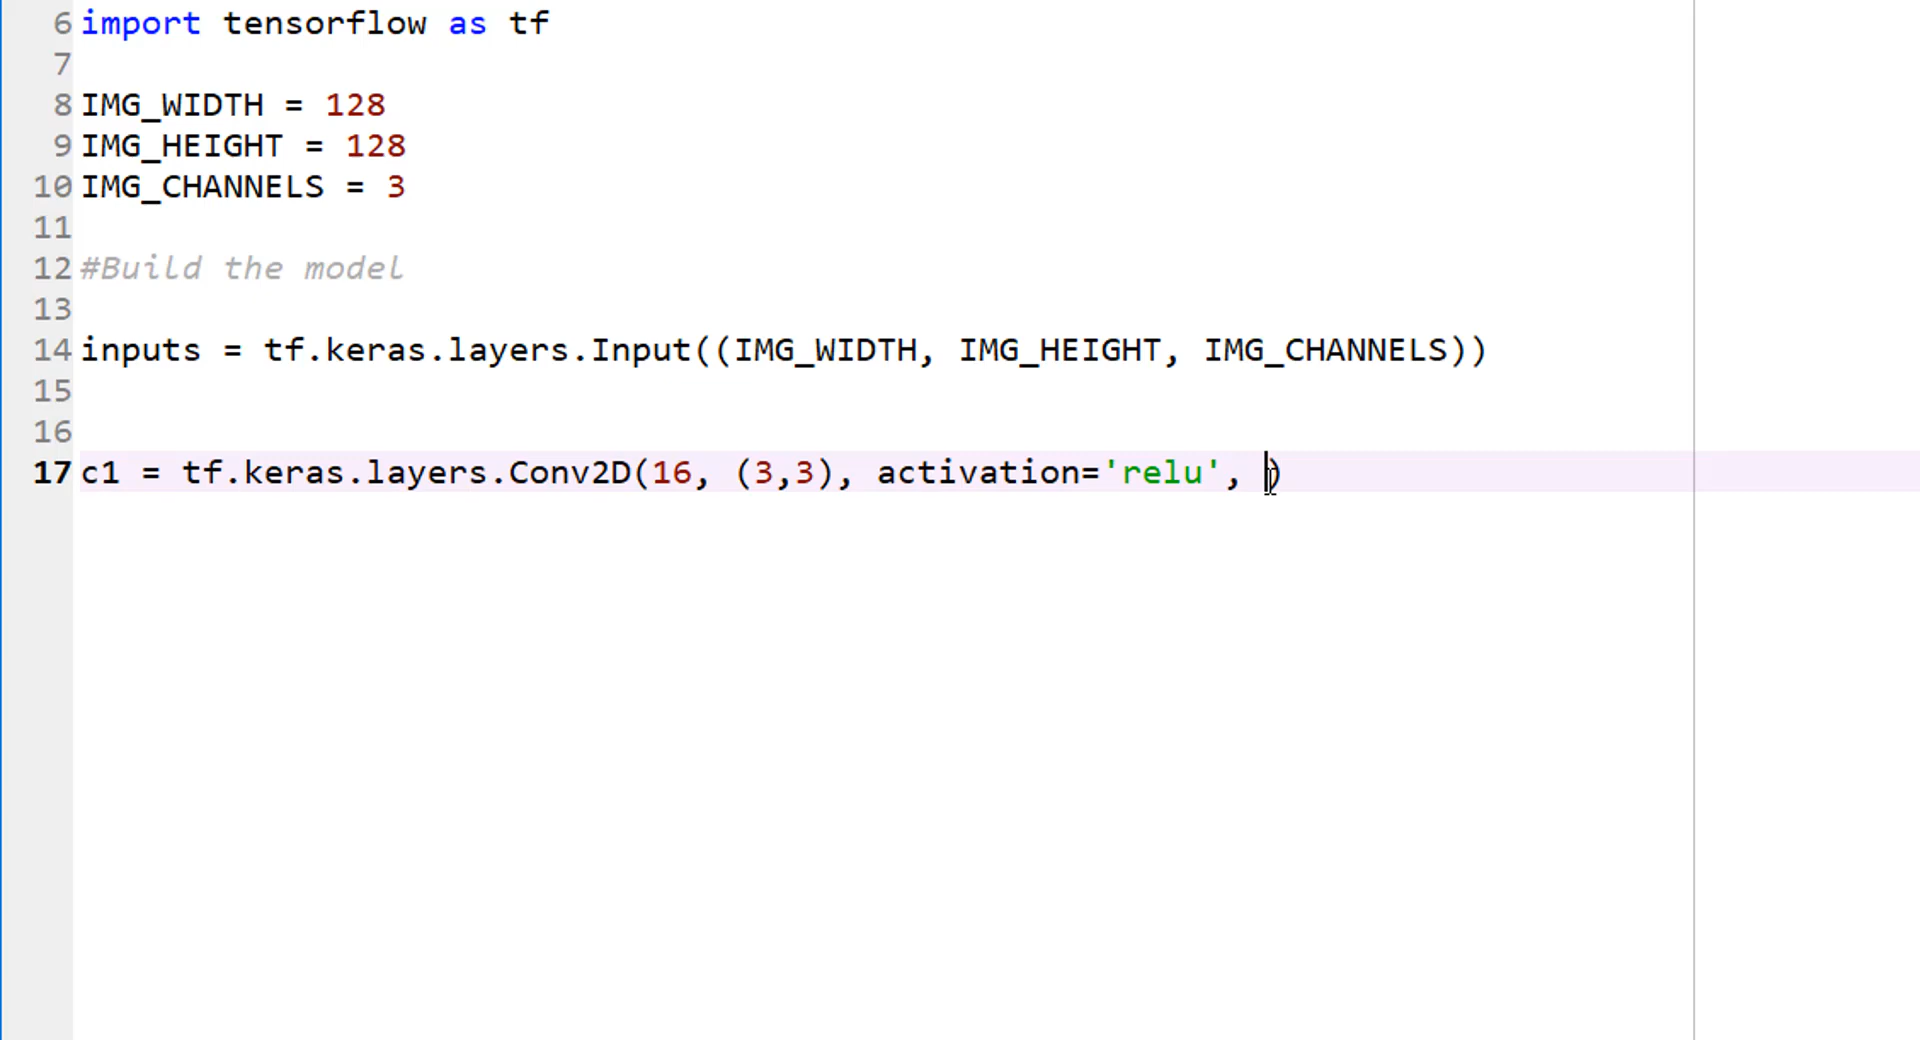 6 import tensorflow as tf
7
8 IMG_WIDTH = 128
9 IMG_HEIGHT = 128
10 IMG_CHANNELS = 3
11
12 #Build the model
13
14 inputs = tf.keras.layers.Input((IMG_WIDTH, IMG_HEIGHT, IMG_CHANNELS))
15
16
17 c1 = tf.keras.layers.Conv2D(16, (3,3), activation='relu', )